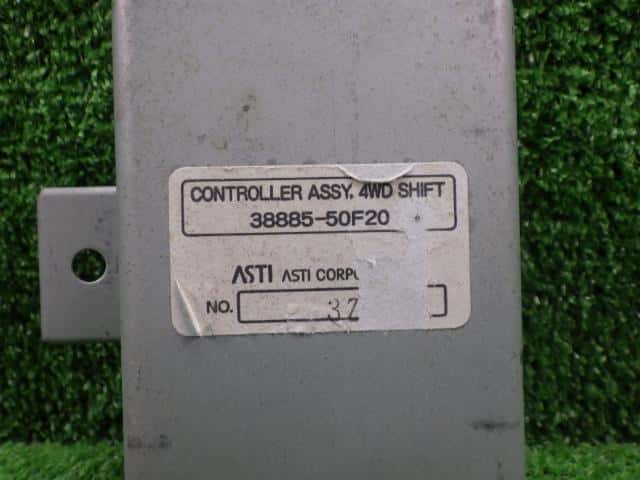 CONTROLLER ASSY, 4WD SHIFT
38885-50F20
ASTI ASTI CORPO
NO. 37